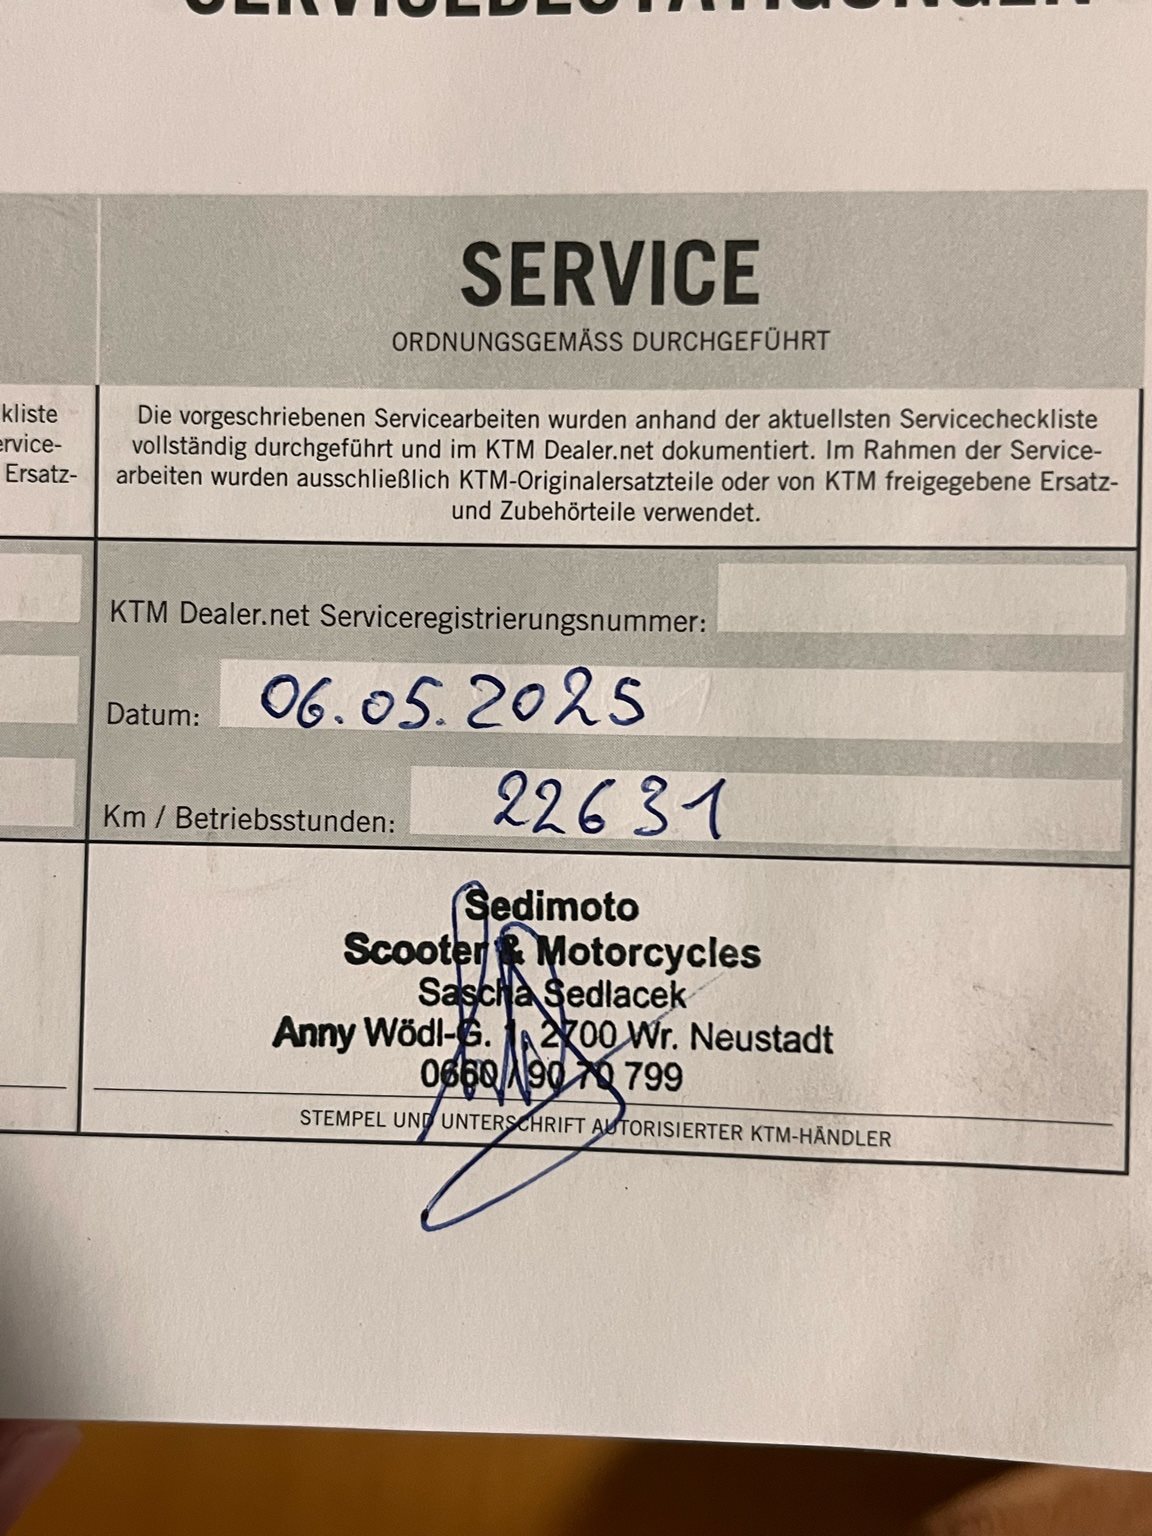 SERVICEBESTÄTIGUNGEN
kliste
ervice-
Ersatz-
SERVICE
ORDNUNGSGEMÄSS DURCHGEFÜHRT
Die vorgeschriebenen Servicearbeiten wurden anhand der aktuellsten Servicecheckliste
vollständig durchgeführt und im KTM Dealer.net dokumentiert. Im Rahmen der Service-
arbeiten wurden ausschließlich KTM-Originalersatzteile oder von KTM freigegebene Ersatz-
und Zubehörteile verwendet.
KTM Dealer.net Serviceregistrierungsnummer:
Datum: 06.05.2025
Km / Betriebsstunden: 22631
Sedimoto
Scooter & Motorcycles
Sascha Sedlacek
Anny Wödl-G. 1, 2700 Wr. Neustadt
0660 / 90 70 799
STEMPEL UND UNTERSCHRIFT AUTORISIERTER KTM-HÄNDLER